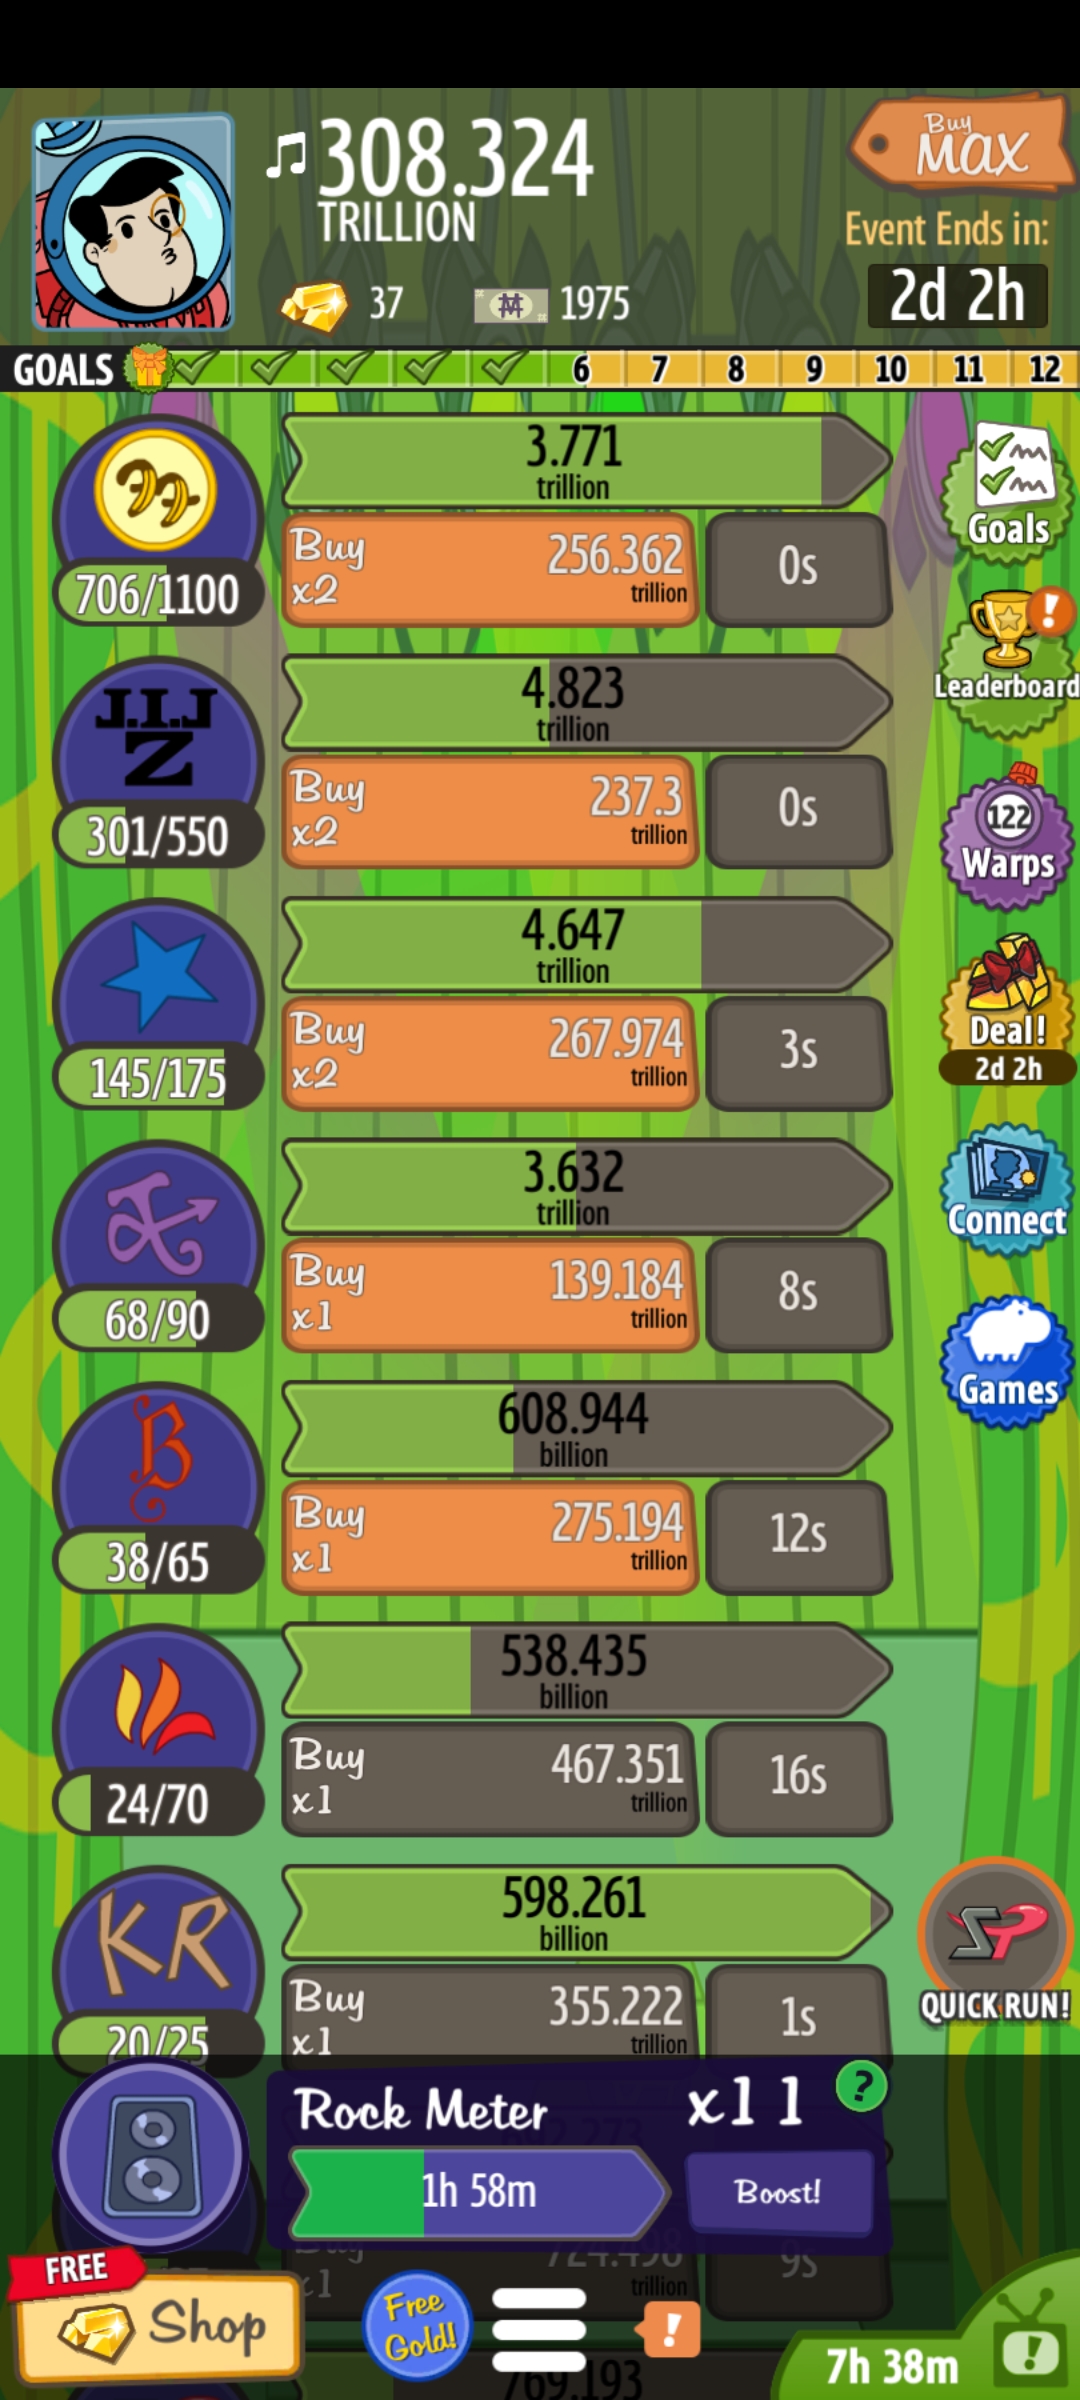 308.324
TRILLION
Buy
MAX
Event Ends in:
2d 2h
37
1975
GOALS
6 7 8 9 10 11 12
3.771
trillion
706/1100
Buy
x2
256.362
trillion
0s
Goals
J.I.J
Z
4.823
trillion
301/550
Buy
x2
237.3
trillion
0s
Leaderboard
4.647
trillion
145/175
Buy
x2
267.974
trillion
3s
122
Warps
Deal!
2d 2h
3.632
trillion
68/90
Buy
x1
139.184
trillion
8s
Connect
B
608.944
billion
38/65
Buy
x1
275.194
trillion
12s
Games
538.435
billion
24/70
Buy
x1
467.351
trillion
16s
KR
598.261
billion
20/25
Buy
x1
355.222
trillion
1s
SP
QUICK RUN!
Rock Meter
x1 1
?
1h 58m
Boost!
Buy
x1
724.498
trillion
9s
FREE
Shop
Free
Gold!
!
769.193
7h 38m
!